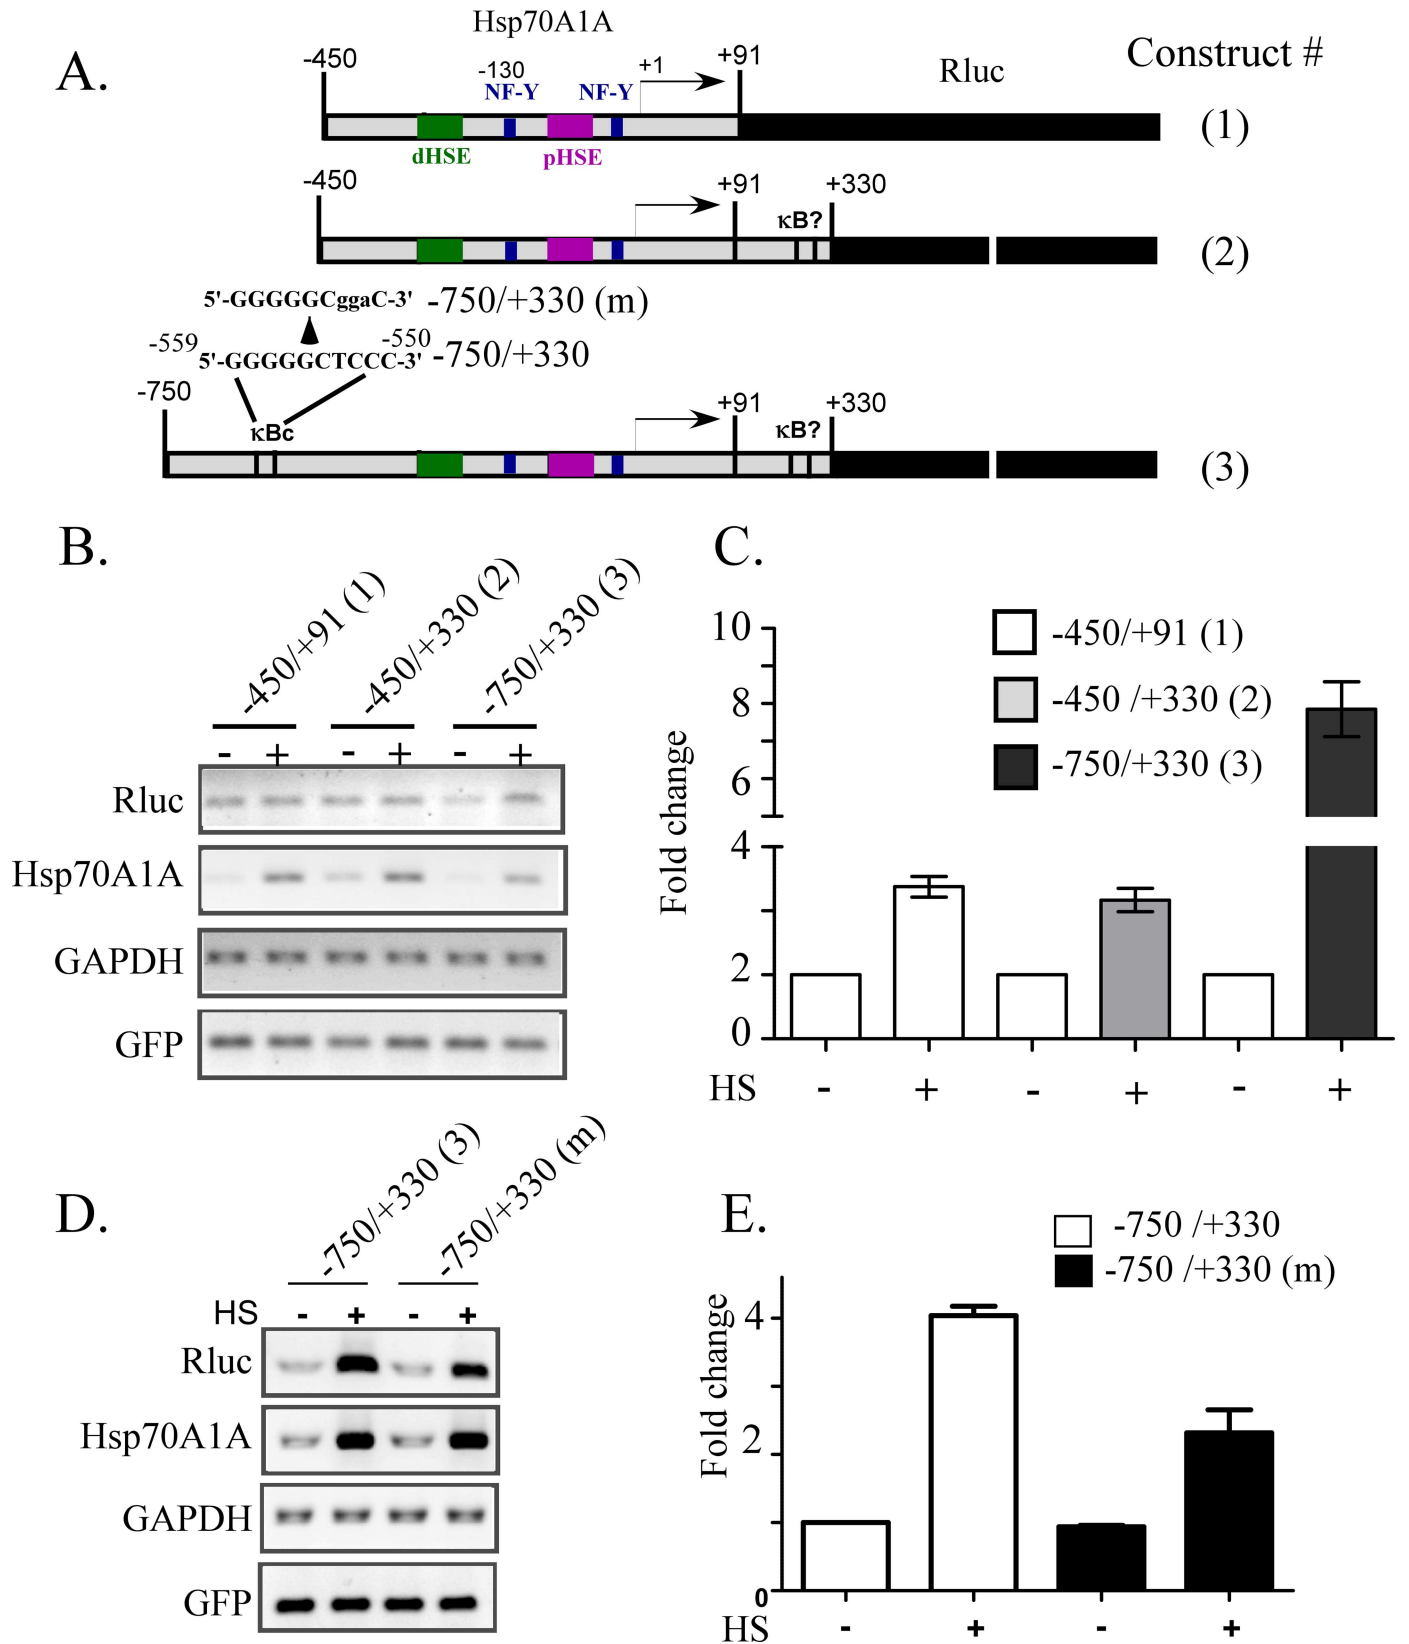 A.
Hsp70A1A
Construct #
-450
-130
+1
+91
Rluc
NF-Y
NF-Y
(1)
dHSE
pHSE
-450
+91
+330
κB?
(2)
5'-GGGGGCggaC-3' -750/+330 (m)
-559
-550
5'-GGGGGCTCCC-3' -750/+330
-750
κBc
+91
+330
κB?
(3)
B.
-450/+91 (1)
-450/+330 (2)
-750/+330 (3)
- + - + - +
Rluc
Hsp70A1A
GAPDH
GFP
C.
Fold change
10
8
6
4
2
0
-450/+91 (1)
-450 /+330 (2)
-750/+330 (3)
HS - + - + - +
D.
-750/+330 (3)
-750/+330 (m)
HS - + - +
Rluc
Hsp70A1A
GAPDH
GFP
E.
-750 /+330
-750 /+330 (m)
Fold change
4
2
0
HS - + - +